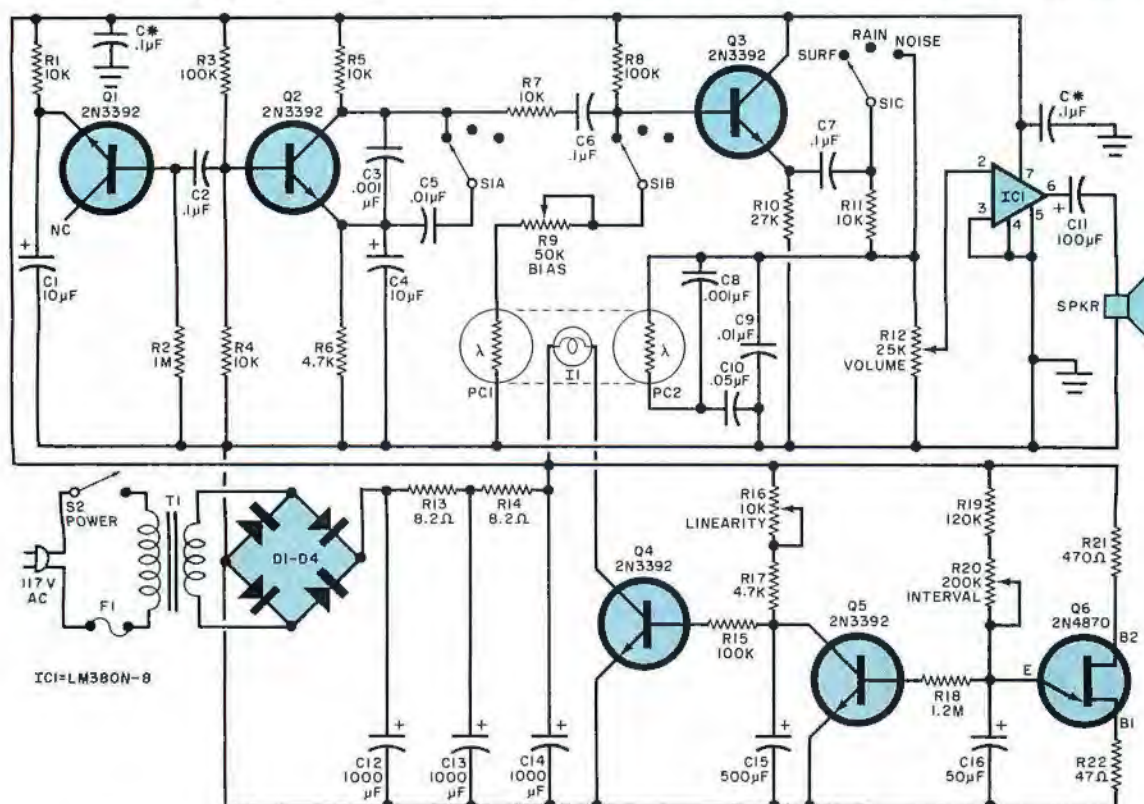 R1
10K
C*
.1µF
R3
100K
R5
10K
R7
10K
R8
100K
Q3
2N3392
RAIN
SURF
NOISE
S1C
Q1
2N3392
Q2
2N3392
C6
.1µF
C7
.1µF
C*
.1µF
C2
.1µF
C3
.001
µF
C5
.01µF
S1A
S1B
R10
27K
R11
10K
2
7
6
IC1
3
4
5
+
C11
100µF
NC
+
C1
10µF
+
C4
10µF
R9
50K
BIAS
C8
.001µF
C9
.01µF
C10
.05µF
SPKR
R2
1M
R4
10K
R6
4.7K
λ
PC1
I1
λ
PC2
R12
25K
VOLUME
S2
POWER
T1
117V
AC
F1
D1-D4
R13
8.2Ω
R14
8.2Ω
R16
10K
LINEARITY
R19
120K
R21
470Ω
Q4
2N3392
R17
4.7K
R20
200K
INTERVAL
Q5
2N3392
Q6
2N4870
B2
R15
100K
R18
1.2M
E
B1
IC1=LM380N-8
+
C12
1000
µF
+
C13
1000
µF
+
C14
1000
µF
+
C15
500µF
+
C16
50µF
R22
47Ω